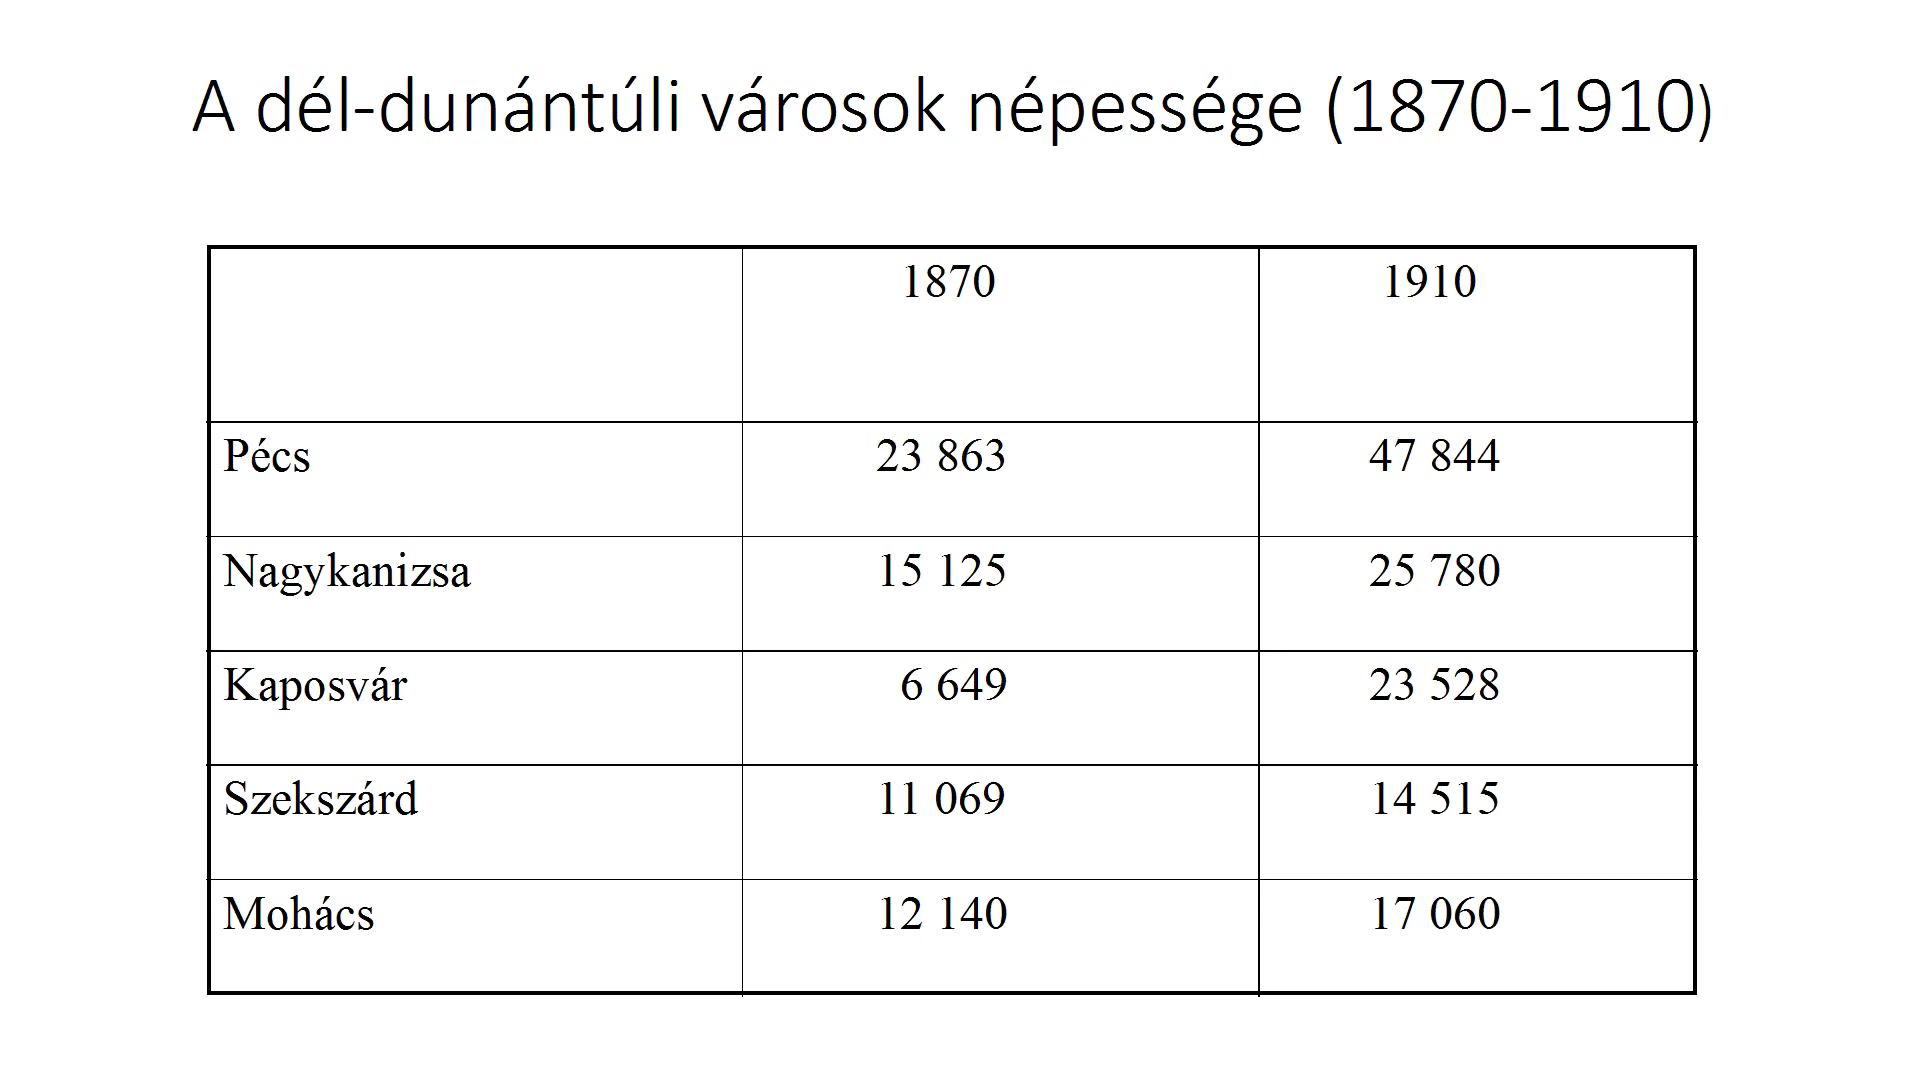 A dél-dunántúli városok népessége (1870-1910)
1870 1910
Pécs 23 863 47 844
Nagykanizsa 15 125 25 780
Kaposvár 6 649 23 528
Szekszárd 11 069 14 515
Mohács 12 140 17 060